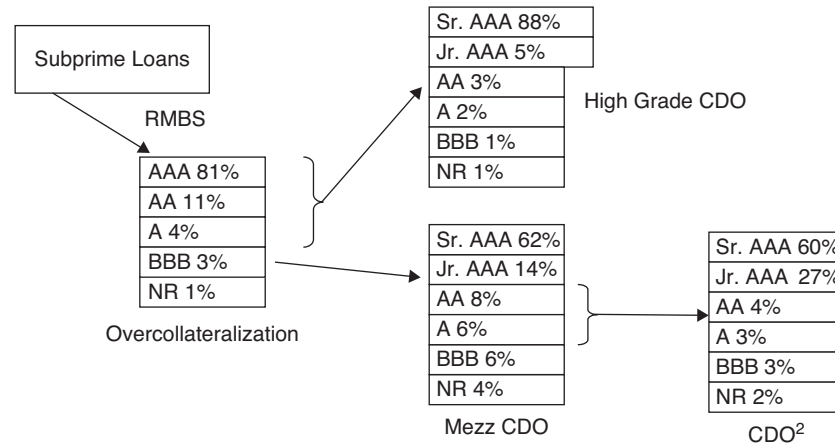 Subprime Loans
RMBS
AAA 81%
AA 11%
A 4%
BBB 3%
NR 1%
Overcollateralization
Sr. AAA 88%
Jr. AAA 5%
AA 3%
A 2%
BBB 1%
NR 1%
High Grade CDO
Sr. AAA 62%
Jr. AAA 14%
AA 8%
A 6%
BBB 6%
NR 4%
Mezz CDO
Sr. AAA 60%
Jr. AAA 27%
AA 4%
A 3%
BBB 3%
NR 2%
CDO²